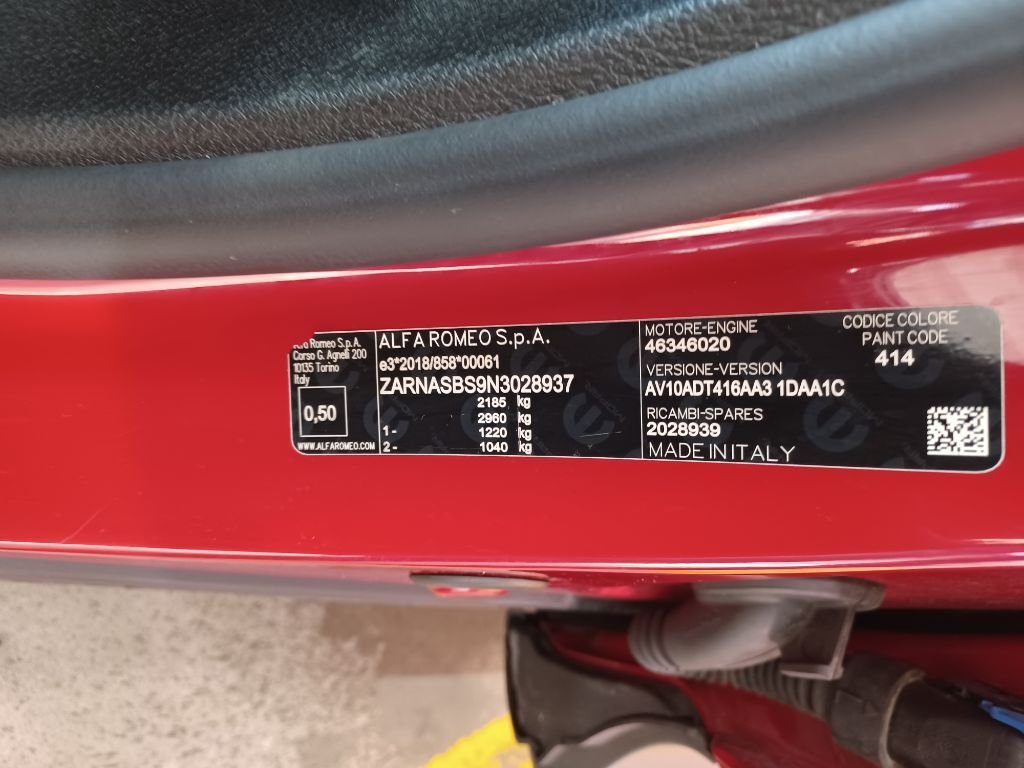 Romeo S.p.A.
Corso G. Agnelli 200
10135 Torino
Italy
0,50
WWW.ALFAROMEO.COM
ALFA ROMEO S.p.A.
e3*2018/858*00061
ZARNASBS9N3028937
2185 kg
2960 kg
1- 1220 kg
2- 1040 kg
MOTORE-ENGINE
46346020
VERSIONE-VERSION
AV10ADT416AA3 1DAA1C
RICAMBI-SPARES
2028939
MADE IN ITALY
CODICE COLORE
PAINT CODE
414